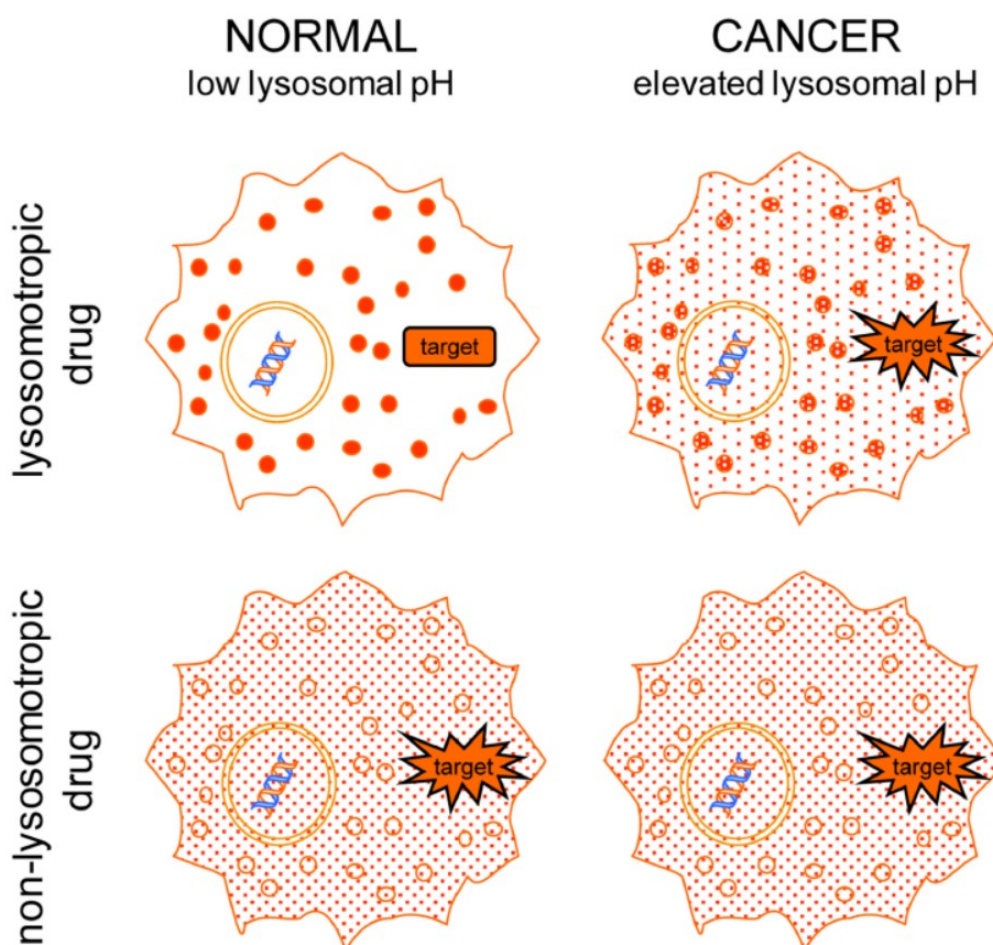 NORMAL
low lysosomal pH
CANCER
elevated lysosomal pH
lysosomotropic
drug
target
target
non-lysosomotropic
drug
target
target